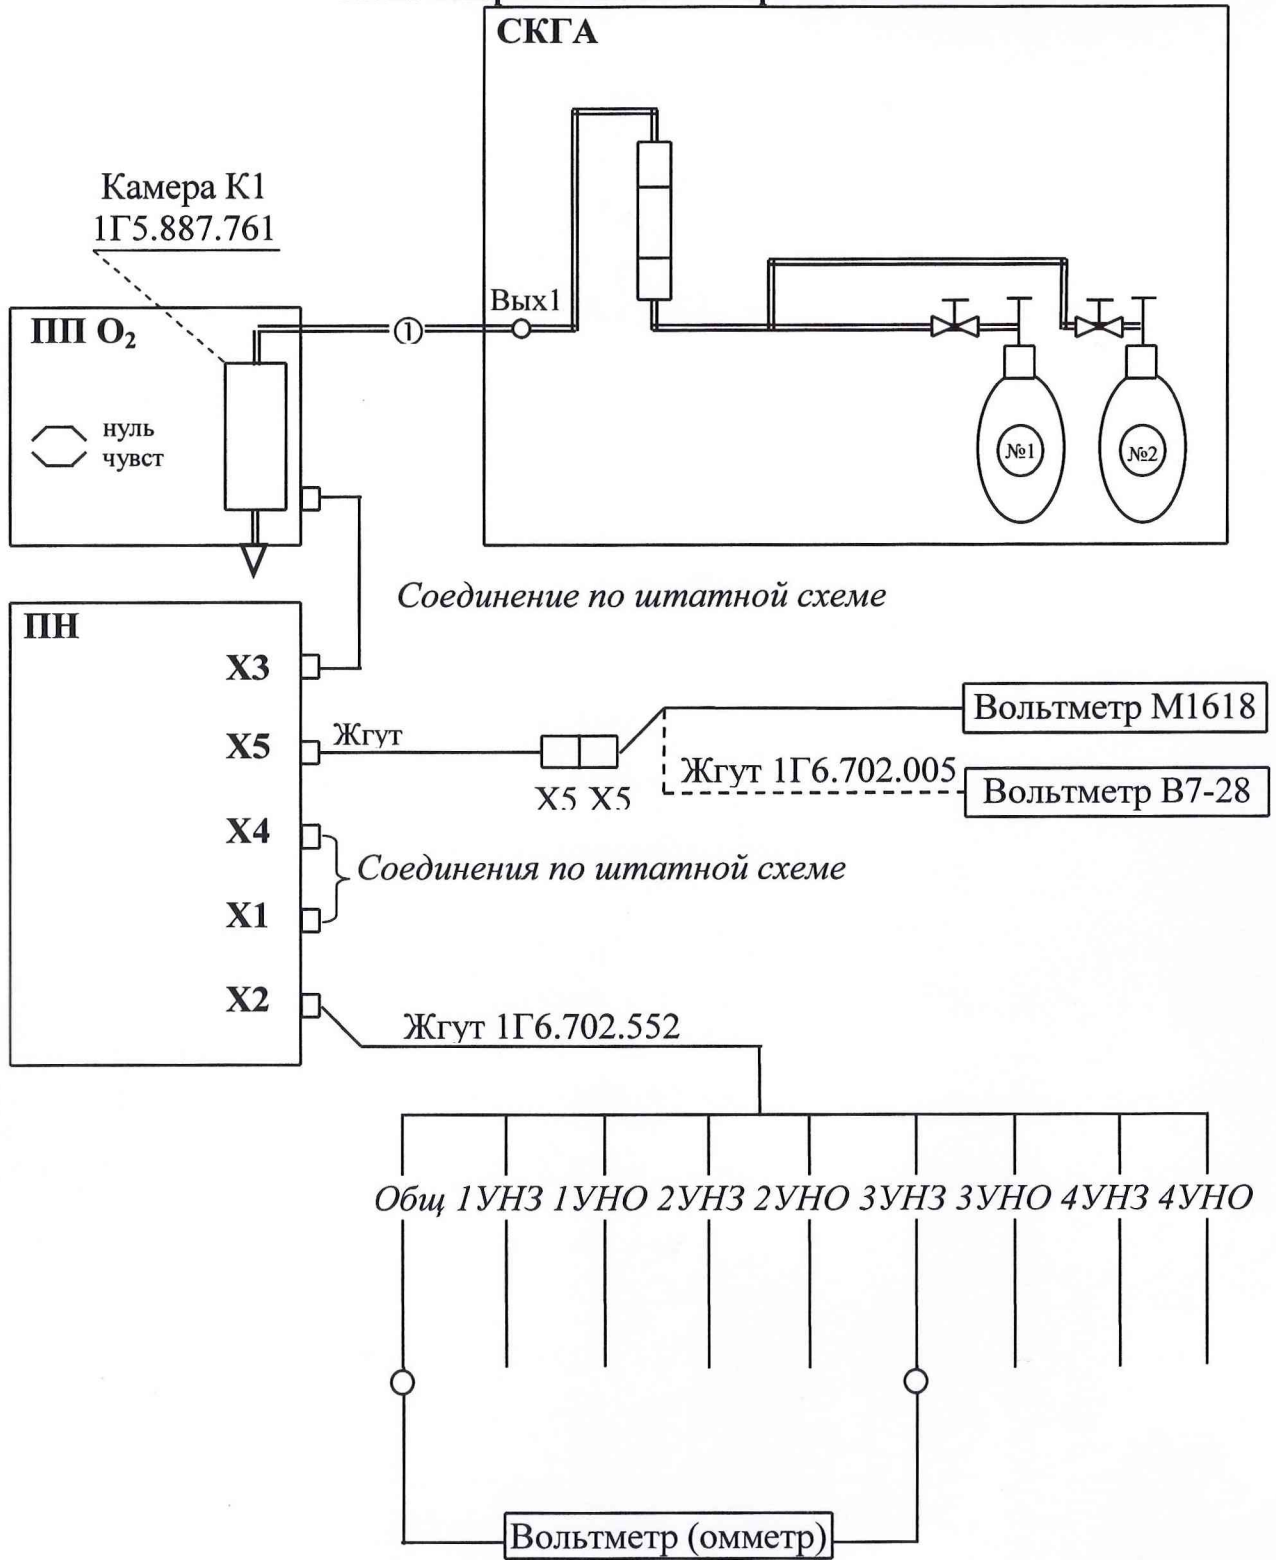 СКГА
Камера К1
1Г5.887.761
Вых1
ПП О₂
1
нуль
чувст
№1
№2
Соединение по штатной схеме
ПН
Х3
Вольтметр М1618
Х5
Жгут
Жгут 1Г6.702.005
Вольтметр В7-28
Х5 Х5
Х4
Соединения по штатной схеме
Х1
Х2
Жгут 1Г6.702.552
Общ 1УНЗ 1УНО 2УНЗ 2УНО 3УНЗ 3УНО 4УНЗ 4УНО
Вольтметр (омметр)